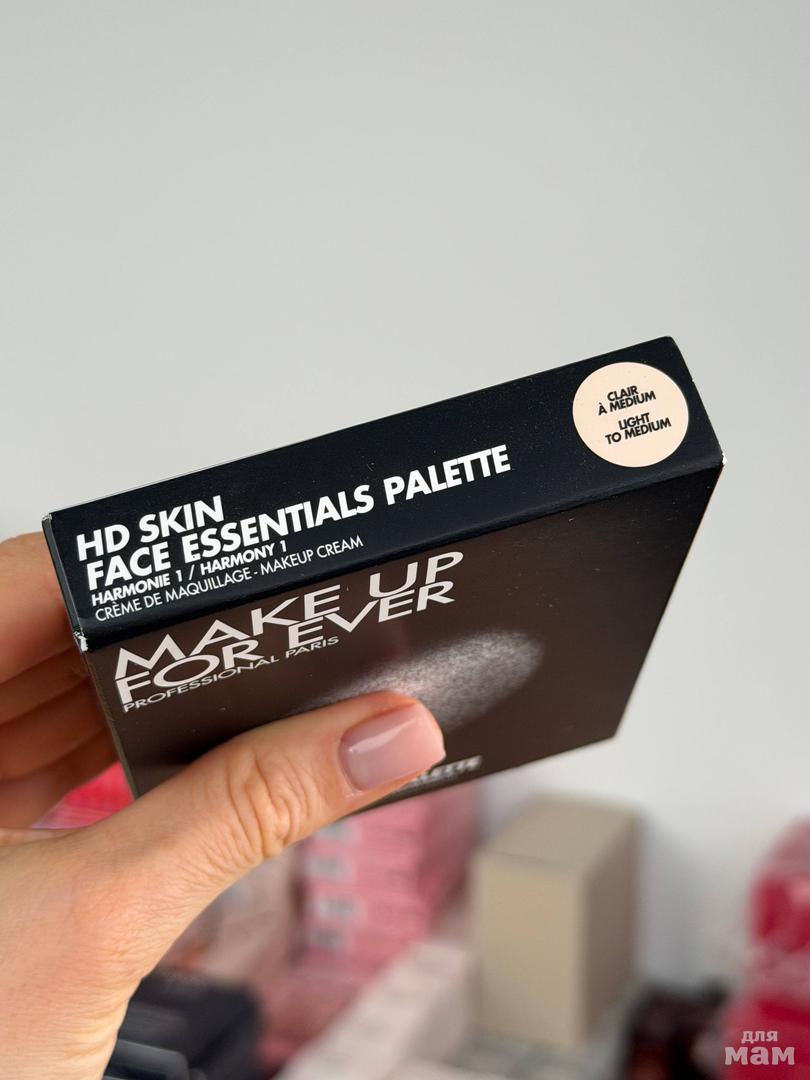 CLAIR
À MEDIUM
LIGHT
TO MEDIUM
HD SKIN
FACE ESSENTIALS PALETTE
HARMONIE 1 / HARMONY 1
CRÈME DE MAQUILLAGE - MAKEUP CREAM
MAKE UP
FOR EVER
PROFESSIONAL PARIS
для
мам